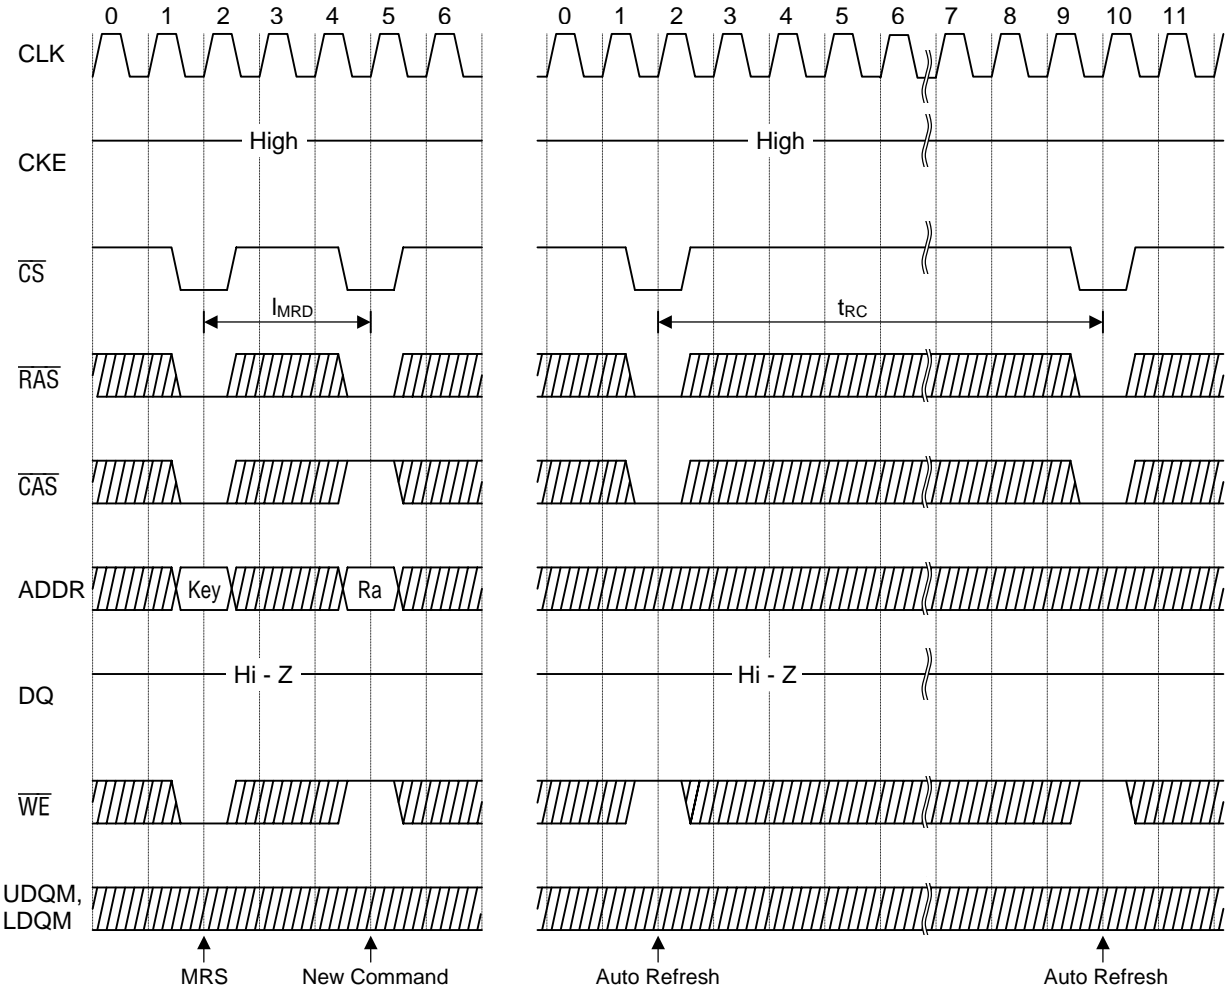 0 1 2 3 4 5 6 0 1 2 3 4 5 6 7 8 9 10 11
CLK
CKE High High
CS
lMRD tRC
RAS
CAS
ADDR Key Ra
DQ Hi - Z Hi - Z
WE
UDQM,
LDQM
MRS New Command Auto Refresh Auto Refresh